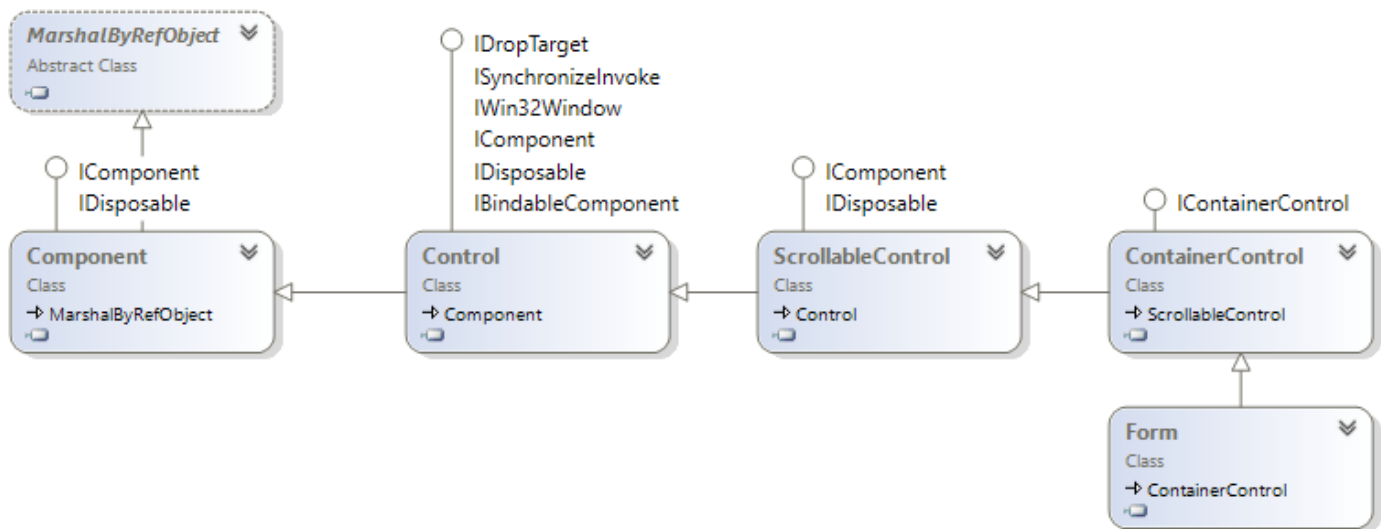 MarshalByRefObject
Abstract Class
IComponent
IDisposable
Component
Class
MarshalByRefObject
IDropTarget
ISynchronizeInvoke
IWin32Window
IComponent
IDisposable
IBindableComponent
Control
Class
Component
IComponent
IDisposable
ScrollableControl
Class
Control
IContainerControl
ContainerControl
Class
ScrollableControl
Form
Class
ContainerControl